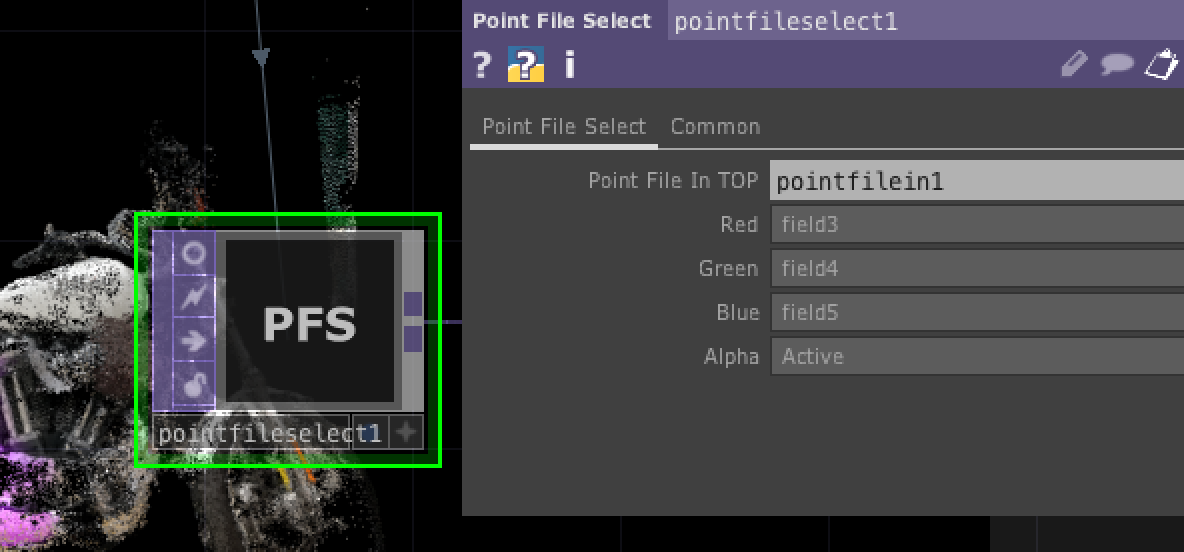 Point File Select pointfileselect1
? ? i
Point File Select Common
Point File In TOP pointfilein1
Red field3
Green field4
Blue field5
Alpha Active
PFS
pointfileselect1